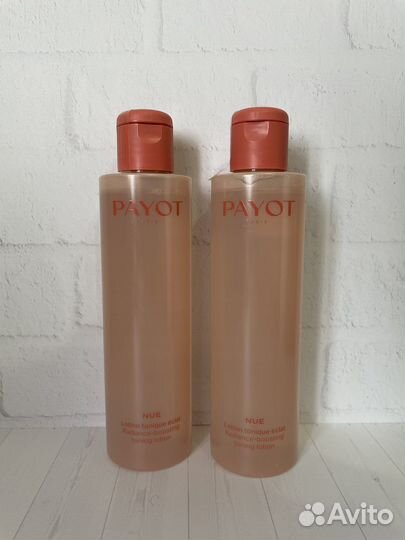 PAYOT
PARIS
NUE
Lotion tonique éclat
Radiance-boosting
toning lotion
PAYOT
PARIS
NUE
Lotion tonique éclat
Radiance-boosting
toning lotion
Avito